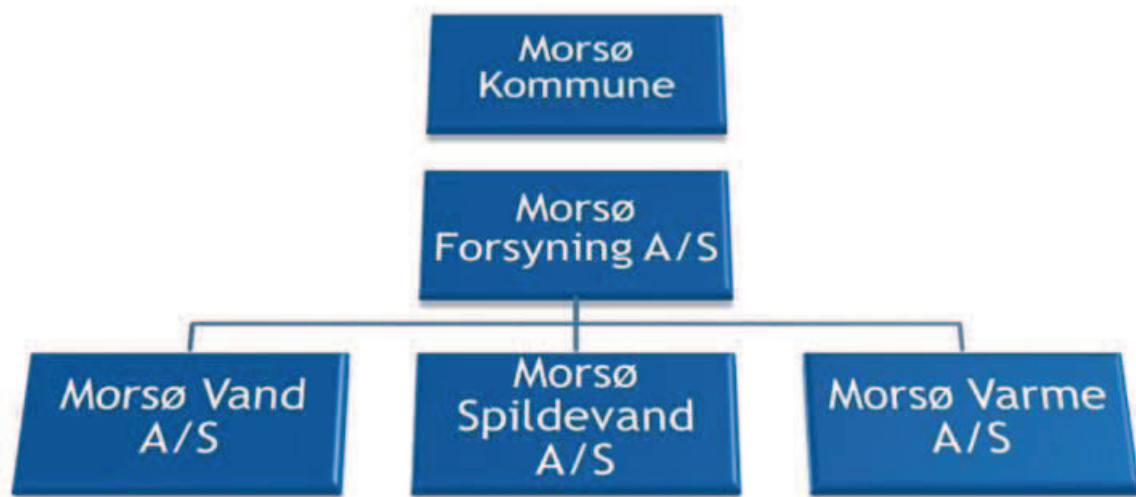 Morsø
Kommune
Morsø
Forsyning A/S
Morsø Vand
A/S
Morsø
Spildevand
A/S
Morsø Varme
A/S